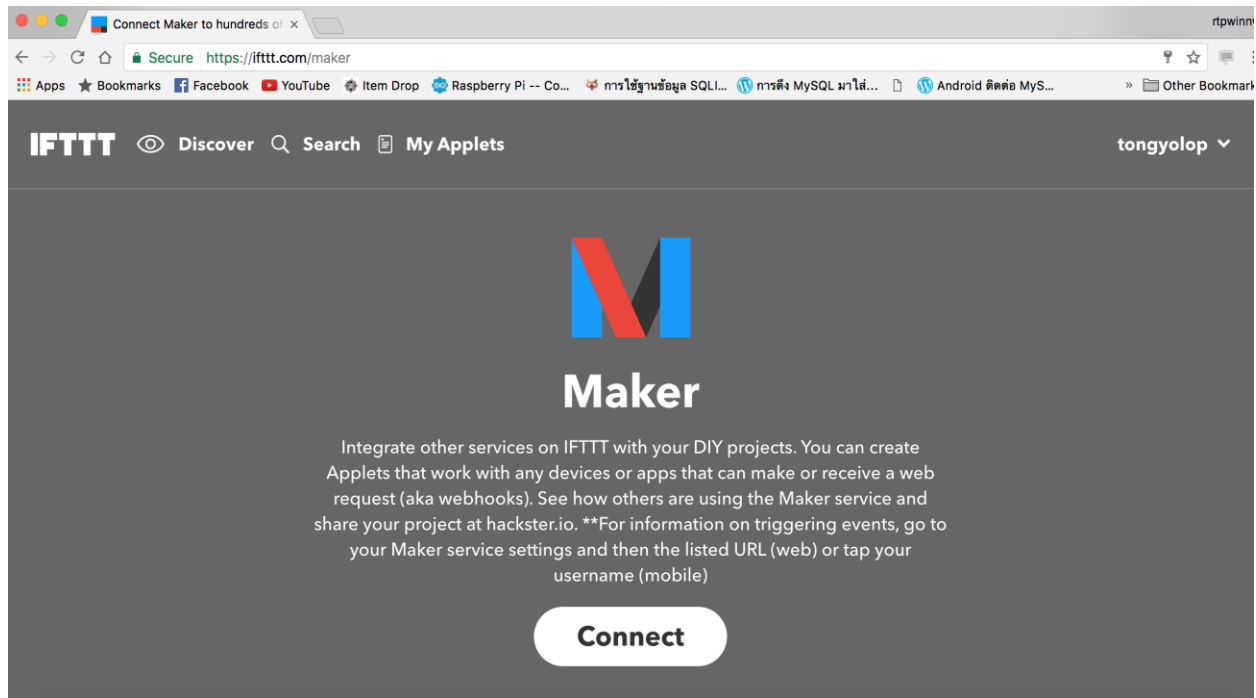 Connect Maker to hundreds of
rtpwinn
Secure https://ifttt.com/maker
Apps Bookmarks Facebook YouTube Item Drop Raspberry Pi -- Co... การใช้ฐานข้อมูล SQLI... การดึง MySQL มาใส่... Android ติดต่อ MyS... » Other Bookmark
IFTTT Discover Search My Applets tongyolop
Maker
Integrate other services on IFTTT with your DIY projects. You can create
Applets that work with any devices or apps that can make or receive a web
request (aka webhooks). See how others are using the Maker service and
share your project at hackster.io. **For information on triggering events, go to
your Maker service settings and then the listed URL (web) or tap your
username (mobile)
Connect